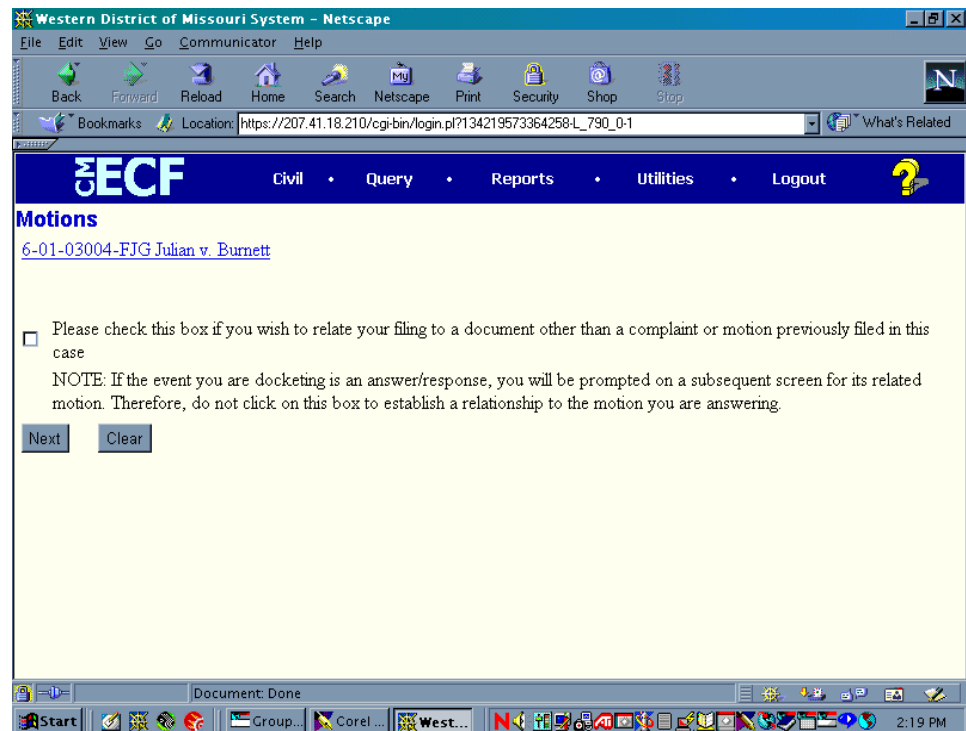 Western District of Missouri System - Netscape
File Edit View Go Communicator Help
Back Forward Reload Home Search Netscape Print Security Shop Stop
My
N
Bookmarks Location: https://207.41.18.210/cgi-bin/login.pl?134219573364258-L_790_0-1 What's Related
CM ECF Civil • Query • Reports • Utilities • Logout ?
Motions
6-01-03004-FJG Julian v. Burnett
Please check this box if you wish to relate your filing to a document other than a complaint or motion previously filed in this
case
NOTE: If the event you are docketing is an answer/response, you will be prompted on a subsequent screen for its related
motion. Therefore, do not click on this box to establish a relationship to the motion you are answering.
Next Clear
Document: Done
Start Group... Corel ... West... 2:19 PM